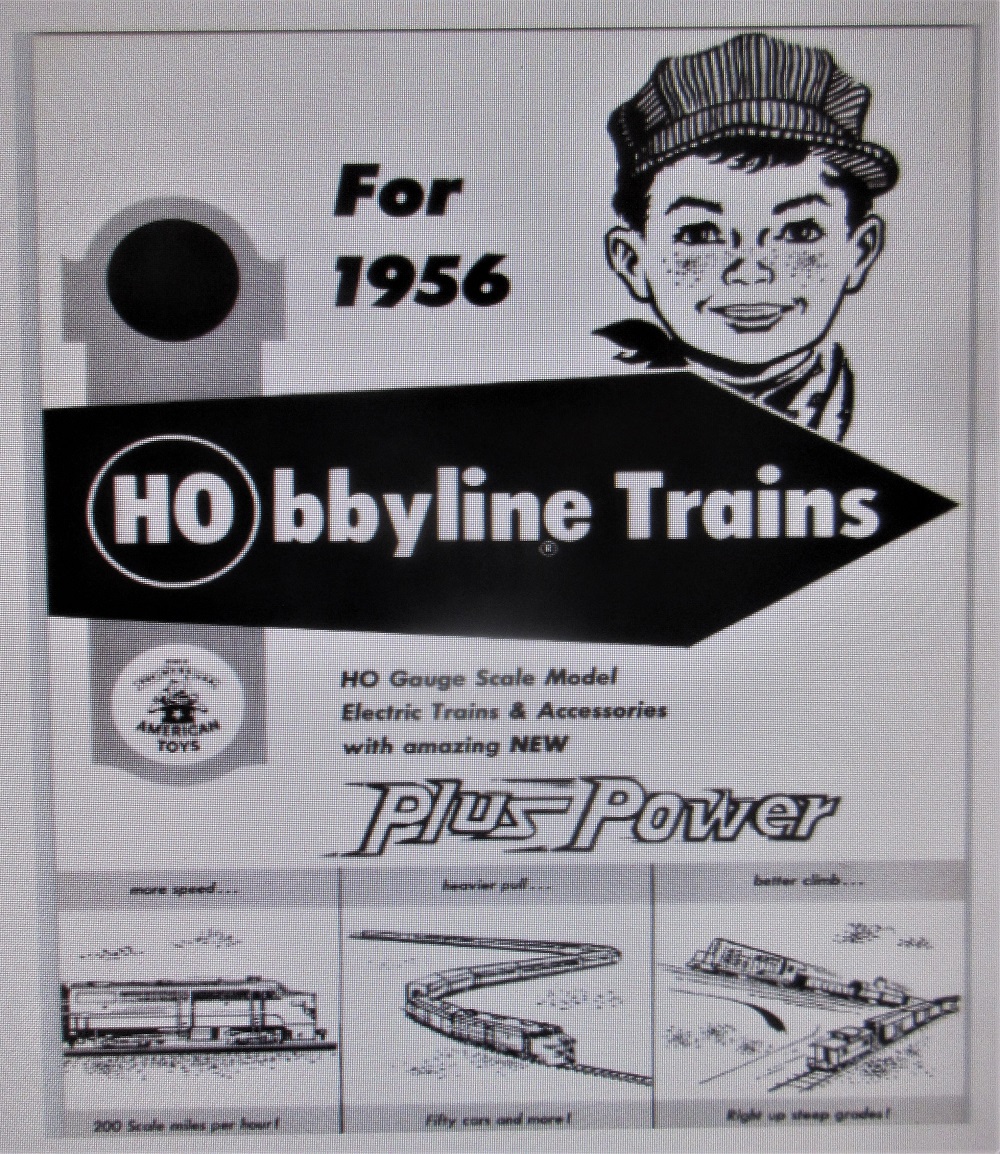 For
1956
HObbyline Trains
®
AMERICAN
TOYS
HO Gauge Scale Model
Electric Trains & Accessories
with amazing NEW
Plus Power
more speed...
heavier pull...
better climb...
200 Scale miles per hour!
Fifty cars and more!
Right up steep grades!